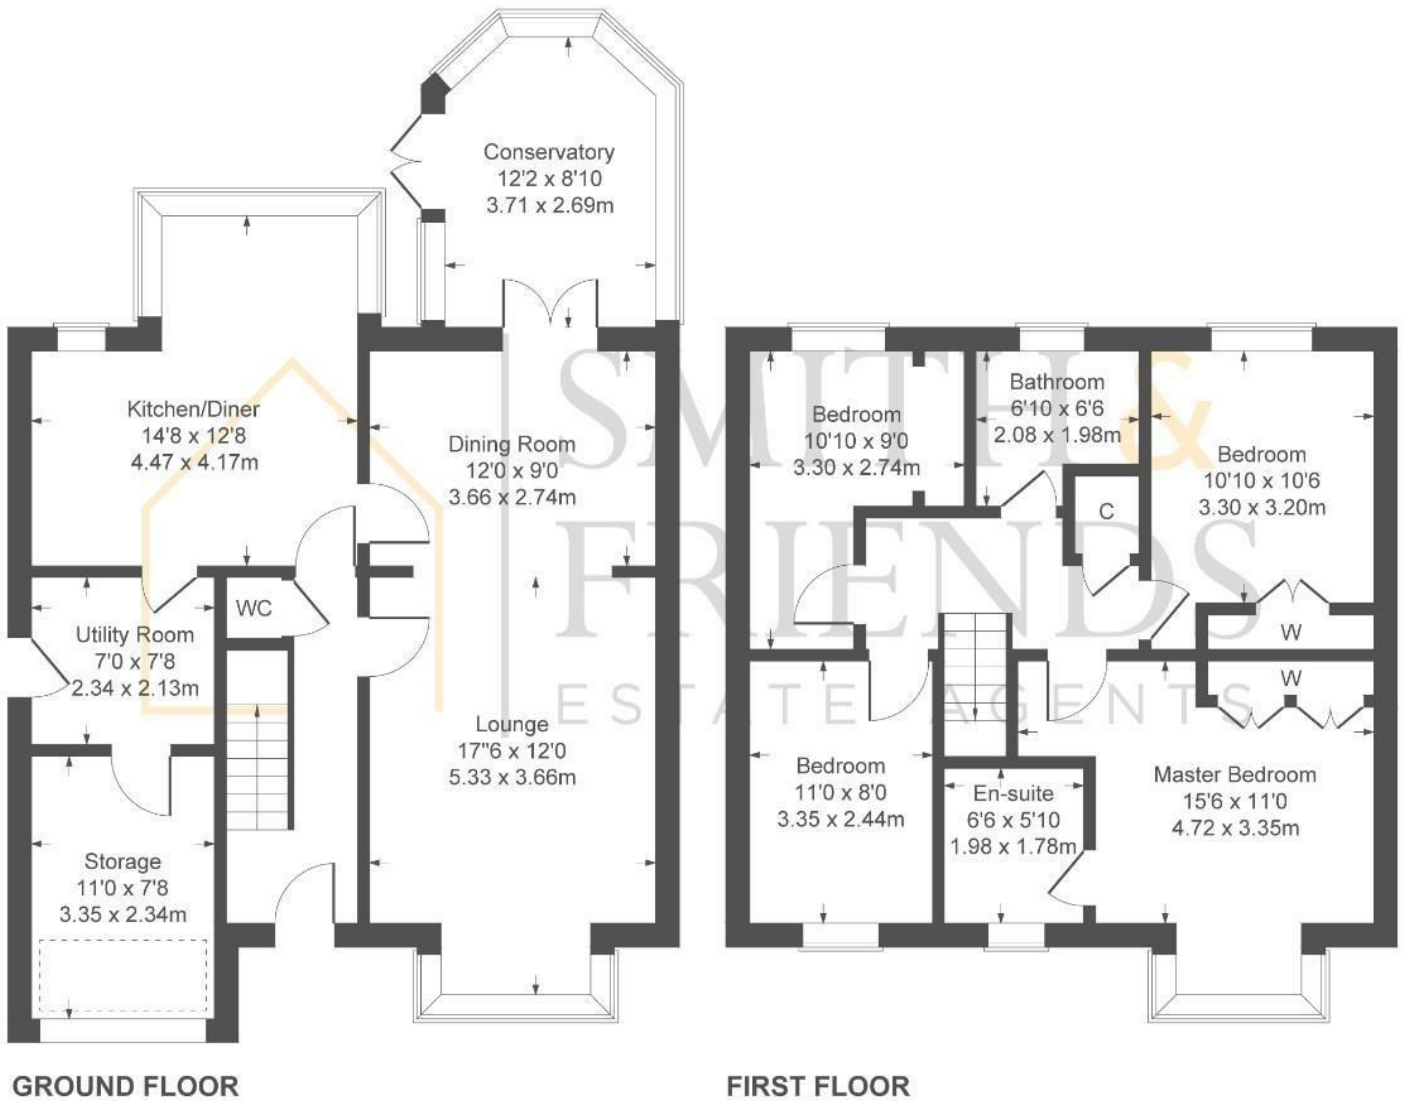 Conservatory
12'2 x 8'10
3.71 x 2.69m
Kitchen/Diner
14'8 x 12'8
4.47 x 4.17m
Dining Room
12'0 x 9'0
3.66 x 2.74m
WC
Utility Room
7'0 x 7'8
2.34 x 2.13m
Lounge
17"6 x 12'0
5.33 x 3.66m
Storage
11'0 x 7'8
3.35 x 2.34m
GROUND FLOOR
Bedroom
10'10 x 9'0
3.30 x 2.74m
Bathroom
6'10 x 6'6
2.08 x 1.98m
Bedroom
10'10 x 10'6
3.30 x 3.20m
C
W
W
Bedroom
11'0 x 8'0
3.35 x 2.44m
En-suite
6'6 x 5'10
1.98 x 1.78m
Master Bedroom
15'6 x 11'0
4.72 x 3.35m
FIRST FLOOR
SMITH &
FRIENDS
ESTATE AGENTS